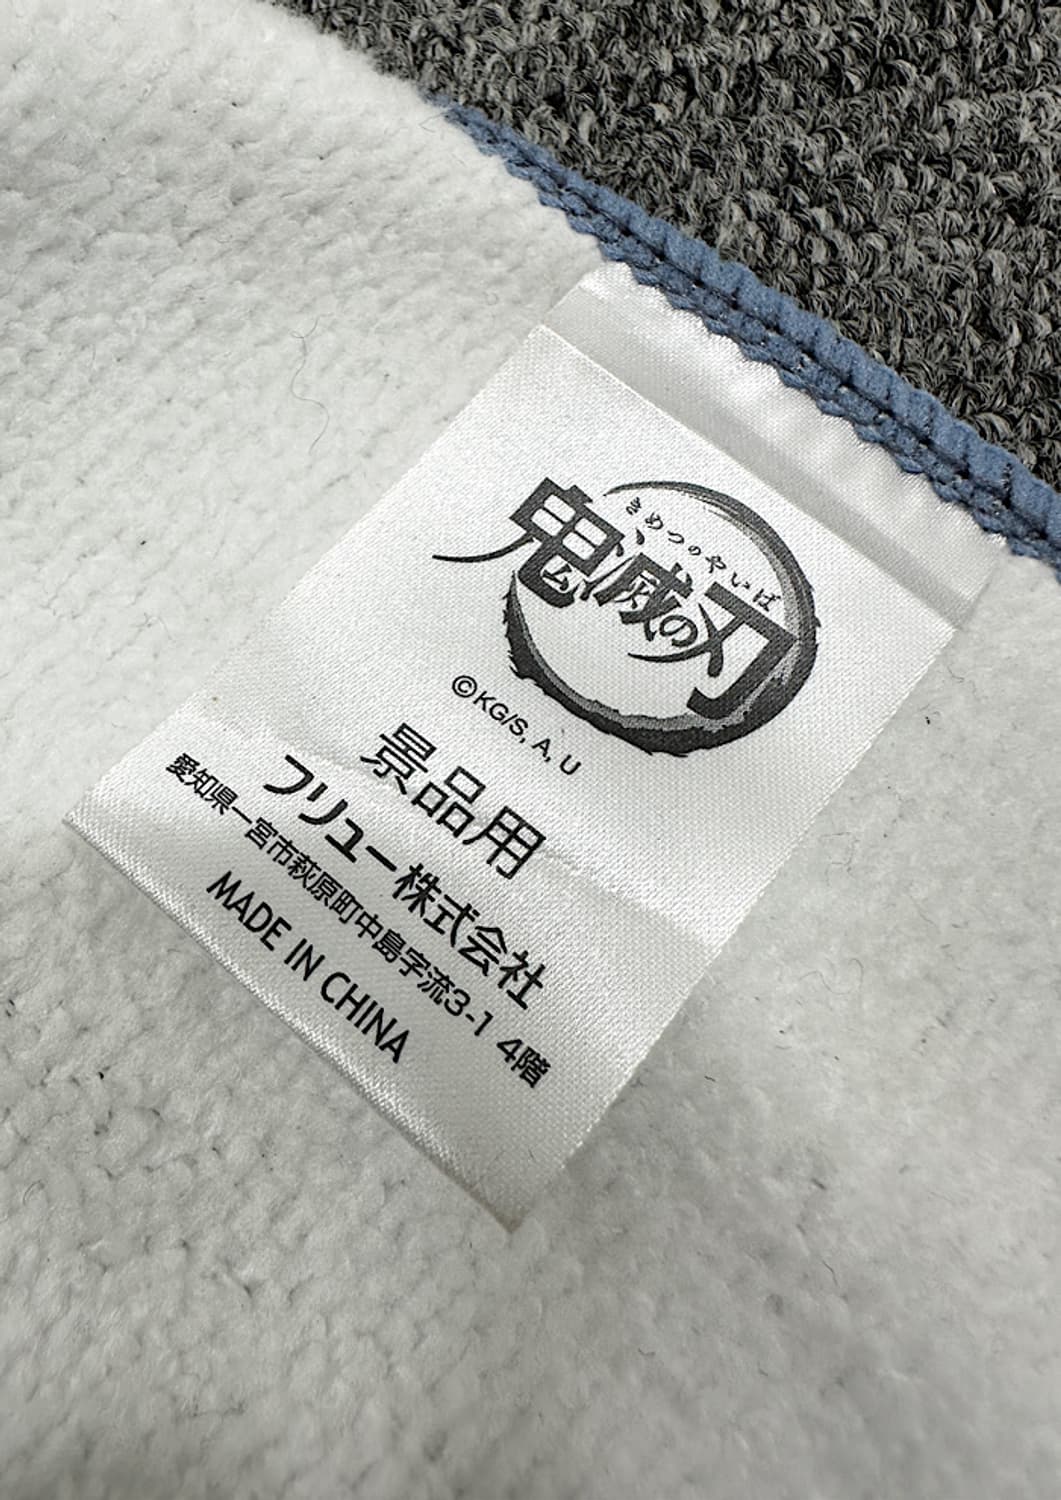 きめつのやいば
鬼滅の刃
©KG/S, A, U
景品用
フリュー株式会社
愛知県一宮市萩原町中島字流3-1 4階
MADE IN CHINA